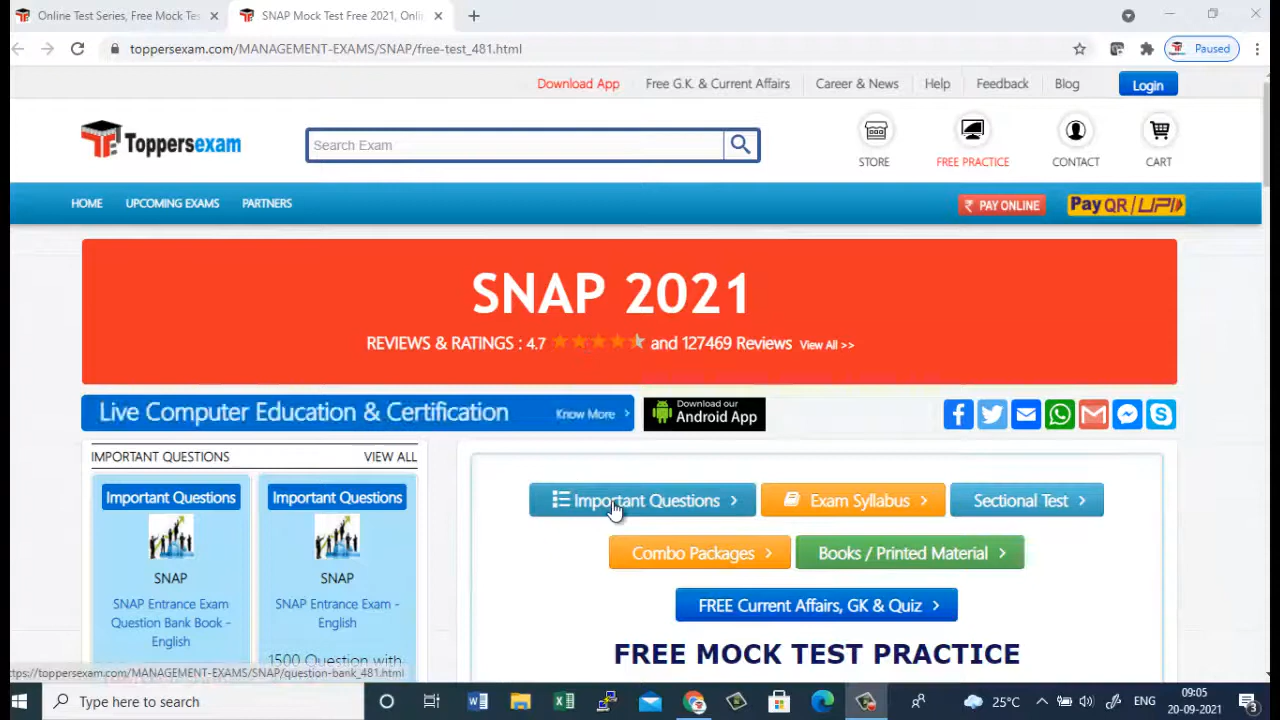 Online Test Series, Free Mock Tes
SNAP Mock Test Free 2021, Onli
toppersexam.com/MANAGEMENT-EXAMS/SNAP/free-test_481.html
Paused
Download App
Free G.K. & Current Affairs
Career & News
Help
Feedback
Blog
Login
Toppersexam
Search Exam
STORE
FREE PRACTICE
CONTACT
CART
HOME
UPCOMING EXAMS
PARTNERS
₹ PAY ONLINE
Pay QR / UPI
SNAP 2021
REVIEWS & RATINGS : 4.7 and 127469 Reviews View All >>
Live Computer Education & Certification
Know More >
Download our
Android App
IMPORTANT QUESTIONS
VIEW ALL
Important Questions
SNAP
SNAP Entrance Exam
Question Bank Book -
English
Important Questions
SNAP
SNAP Entrance Exam -
English
1500 Question with
Important Questions >
Exam Syllabus >
Sectional Test >
Combo Packages >
Books / Printed Material >
FREE Current Affairs, GK & Quiz >
FREE MOCK TEST PRACTICE
ttps://toppersexam.com/MANAGEMENT-EXAMS/SNAP/question-bank_481.html
Type here to search
25°C
ENG
09:05
20-09-2021
3